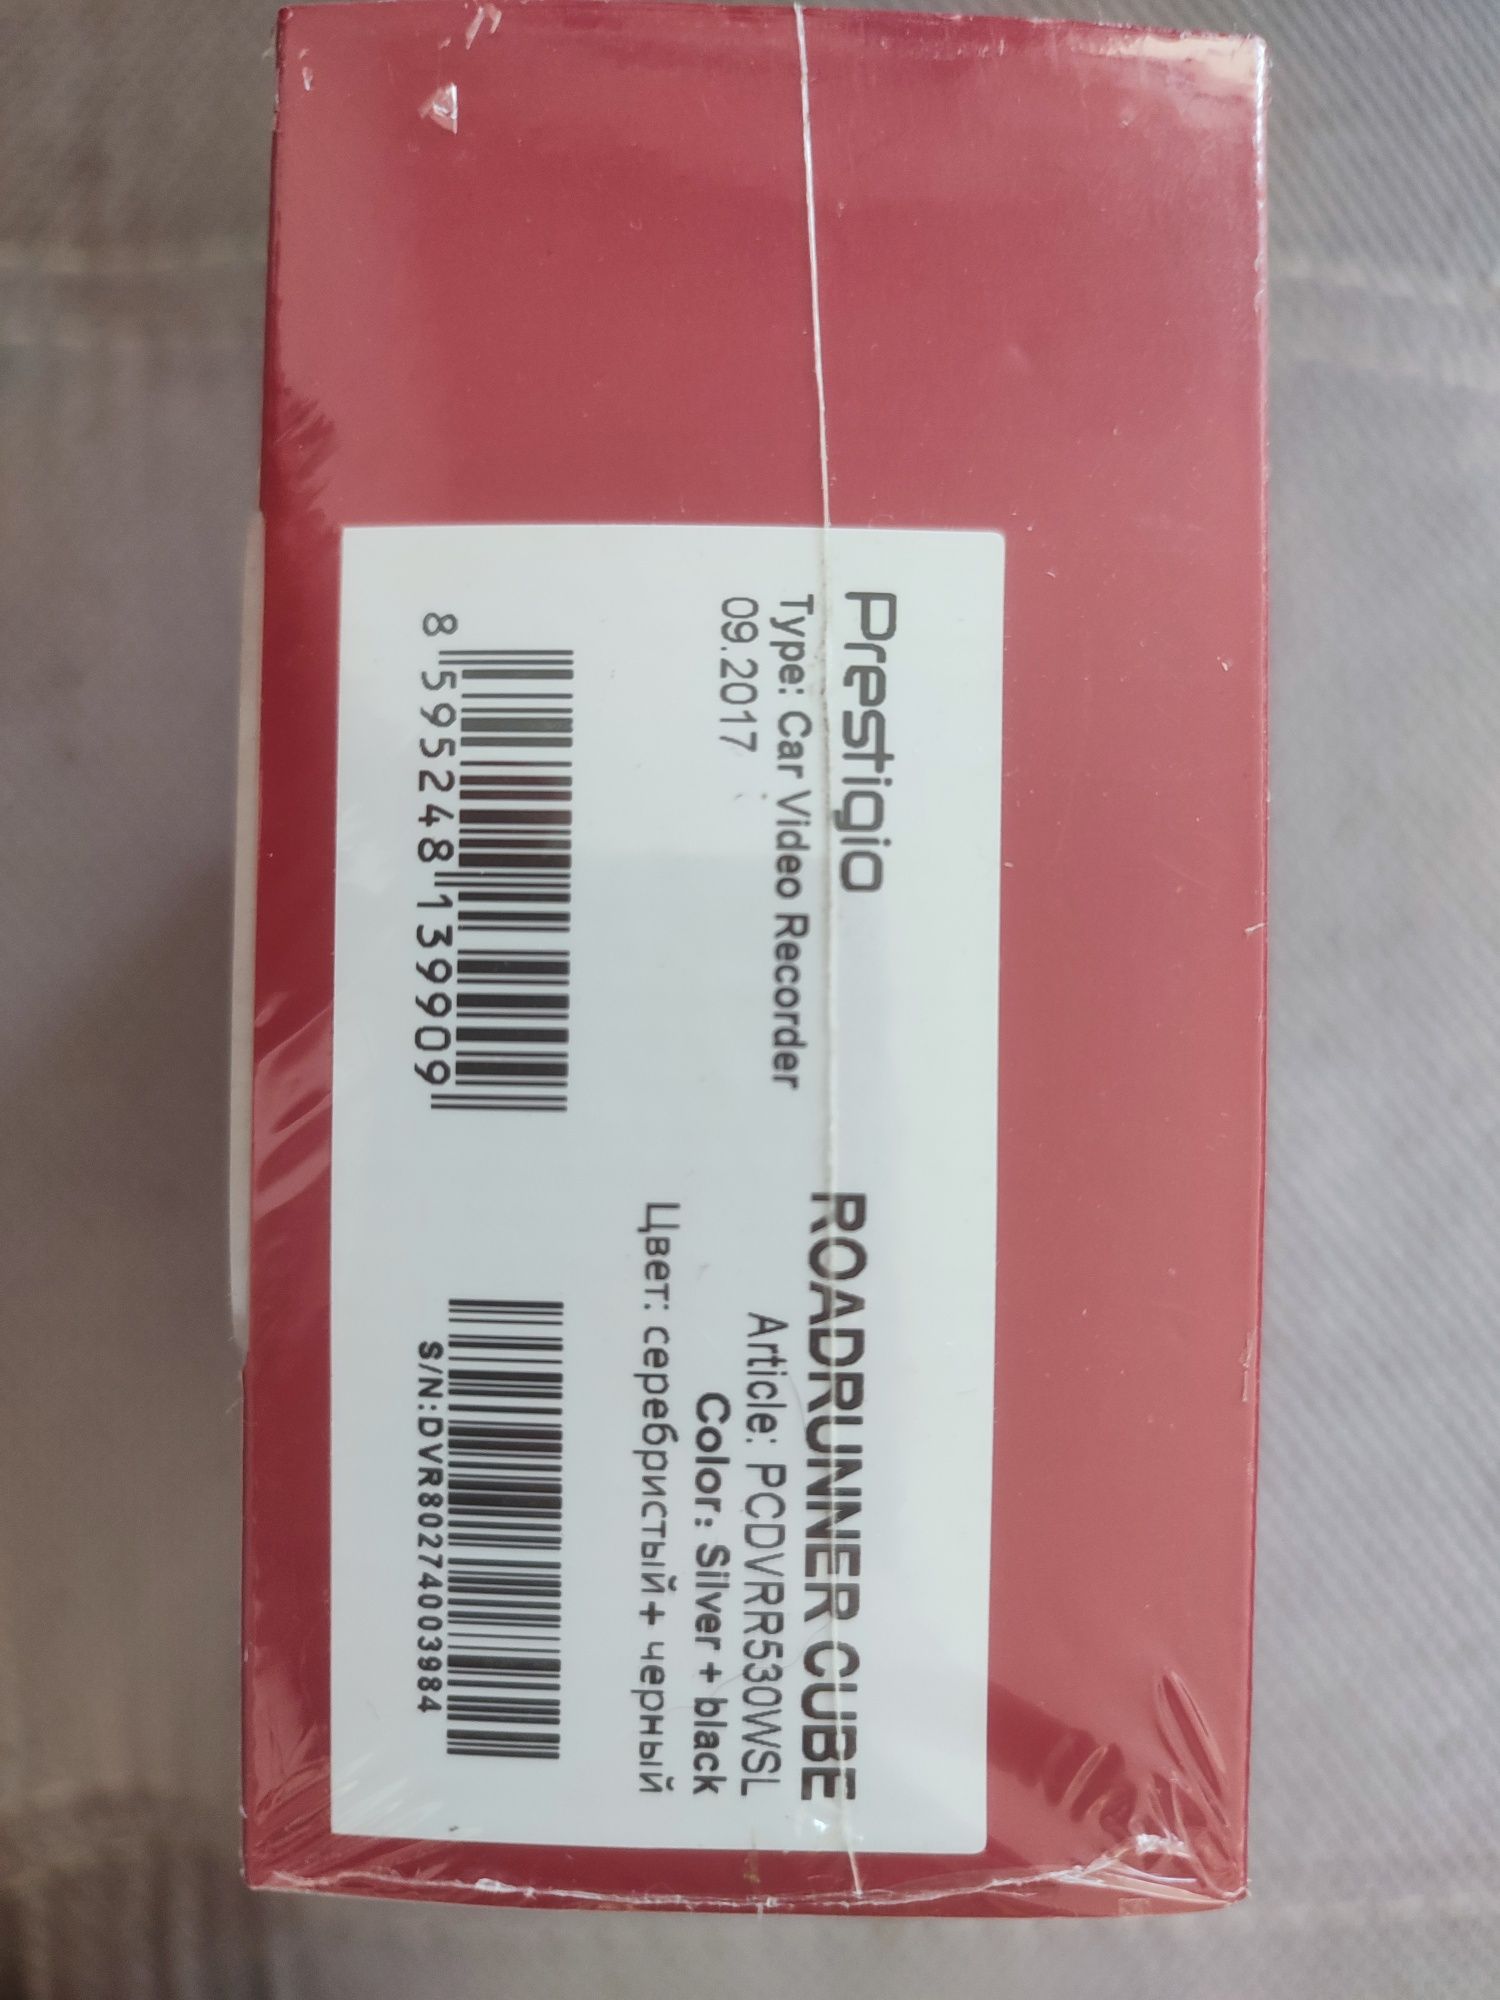 Prestigio
Type: Car Video Recorder
09.2017
8 595248 139909
ROADRUNNER CUBE
Article: PCDVRR530WSL
Color: Silver + black
Цвет: серебристый+ черный
S/N:DVR80274003984